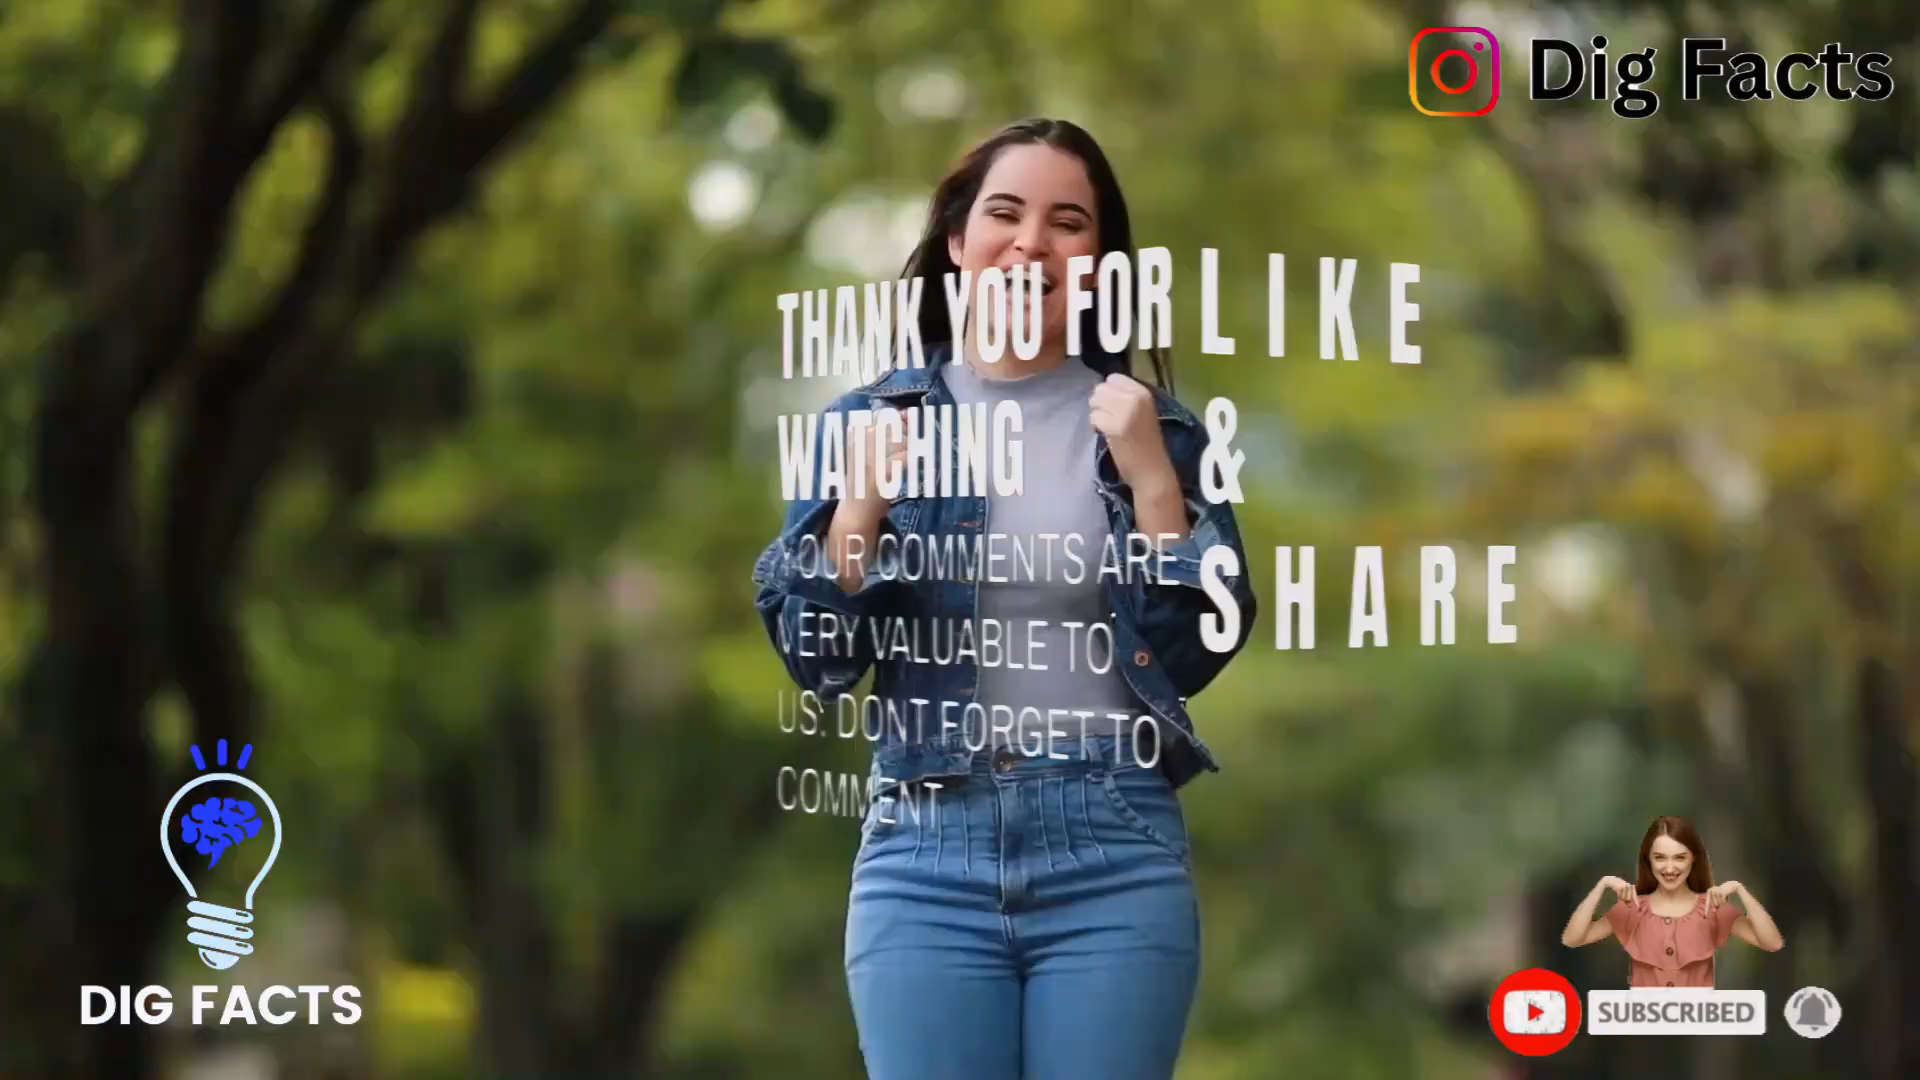 Dig Facts
THANK YOU FOR
WATCHING
YOUR COMMENTS ARE
VERY VALUABLE TO
US. DONT FORGET TO
COMMENT
LIKE
&
SHARE
DIG FACTS
SUBSCRIBED